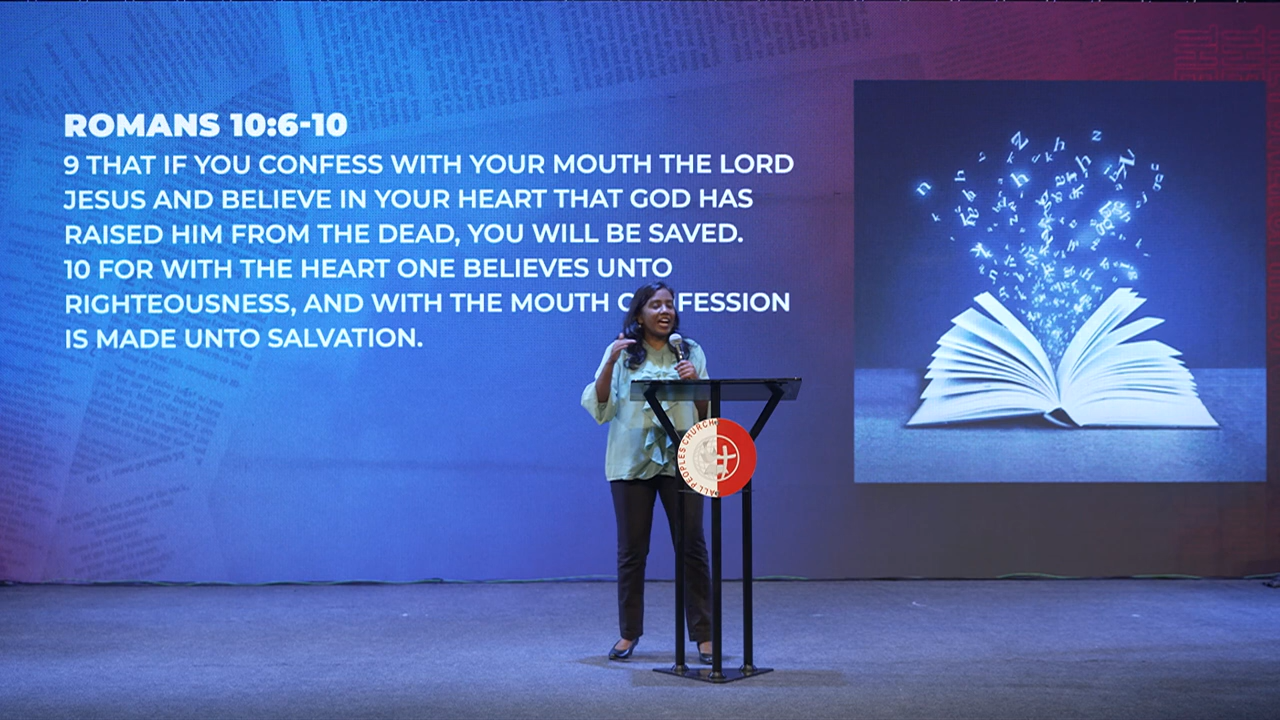 ROMANS 10:6-10
9 THAT IF YOU CONFESS WITH YOUR MOUTH THE LORD
JESUS AND BELIEVE IN YOUR HEART THAT GOD HAS
RAISED HIM FROM THE DEAD, YOU WILL BE SAVED.
10 FOR WITH THE HEART ONE BELIEVES UNTO
RIGHTEOUSNESS, AND WITH THE MOUTH C NFESSION
IS MADE UNTO SALVATION.
ALL PEOPLES CHURCH